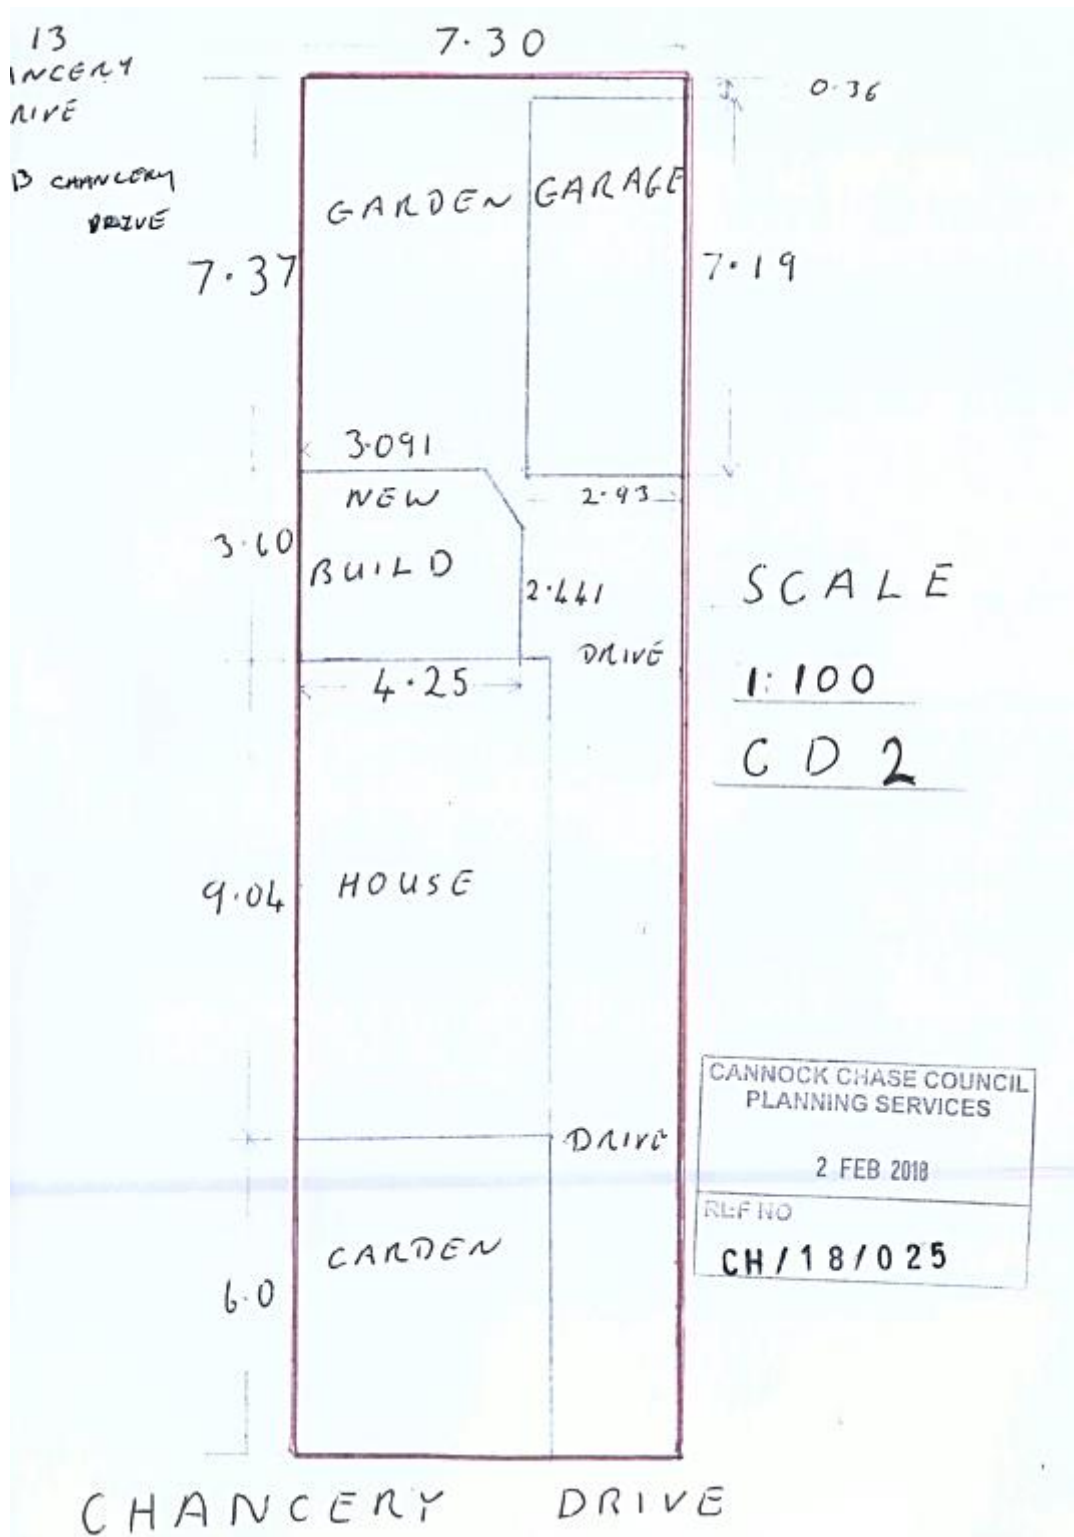 13
ANCERY
RIVE
13 CHANCERY
DRIVE
7.30
0.36
GARDEN
GARAGE
7.37
7.19
3.091
NEW
BUILD
2.93
3.60
2.441
DRIVE
4.25
SCALE
1:100
CD 2
9.04
HOUSE
DRIVE
CANNOCK CHASE COUNCIL
PLANNING SERVICES
2 FEB 2018
REF NO
CH/18/025
GARDEN
6.0
CHANCERY DRIVE